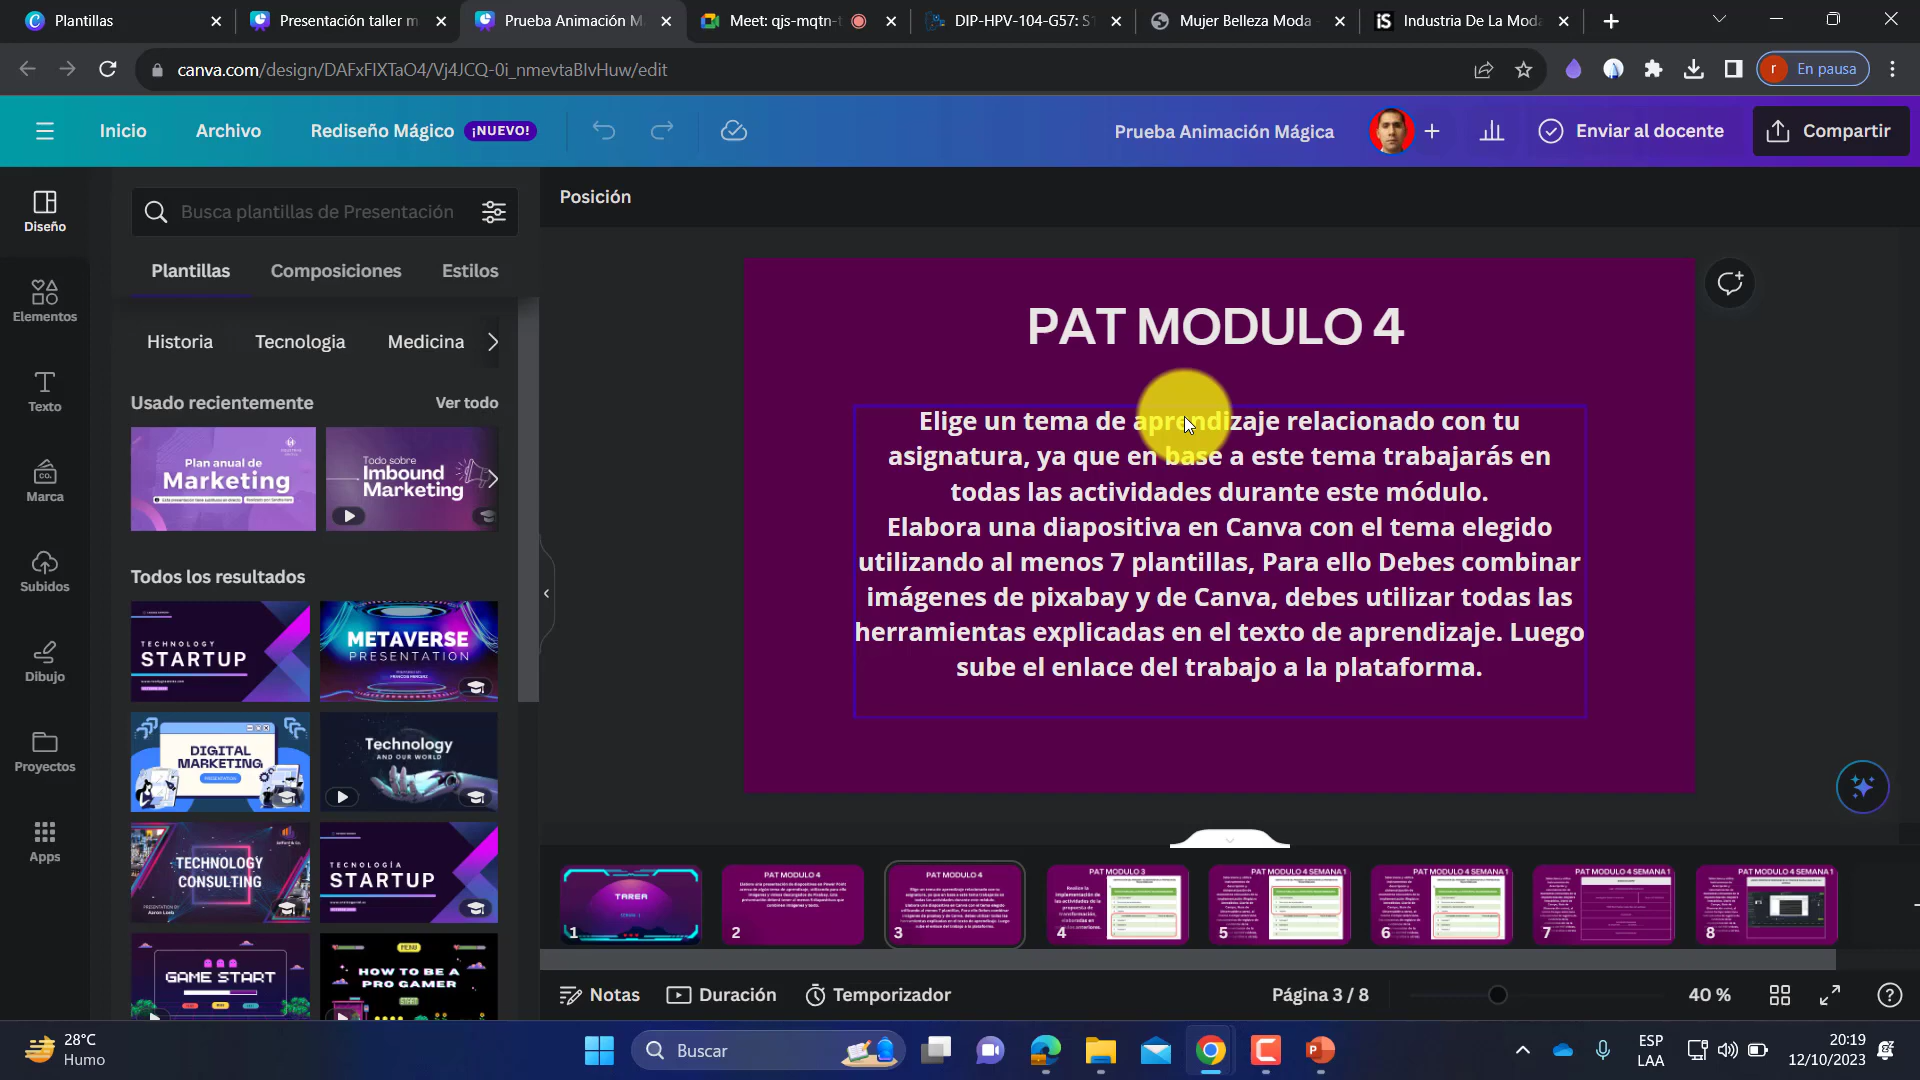 Plantillas
Presentación taller m
Prueba Animación M
Meet: qjs-mqtn-
DIP-HPV-104-G57: S
Mujer Belleza Moda
Industria De La Moda
canva.com/design/DAFxFIXTaO4/Vj4JCQ-0i_nmevtaBIvHuw/edit
r En pausa
Inicio
Archivo
Rediseño Mágico ¡NUEVO!
Prueba Animación Mágica
Enviar al docente
Compartir
Diseño
Elementos
Texto
Marca
Subidos
Dibujo
Proyectos
Apps
Busca plantillas de Presentación
Plantillas
Composiciones
Estilos
Historia
Tecnologia
Medicina
Usado recientemente
Ver todo
Plan anual de
Marketing
Todo sobre
Imbound
Marketing
Todos los resultados
TECHNOLOGY
STARTUP
METAVERSE
PRESENTATION
DIGITAL
MARKETING
Technology
AND OUR WORLD
TECHNOLOGY
CONSULTING
TECNOLOGÍA
STARTUP
GAME START
MENU
HOW TO BE A
PRO GAMER
Posición
PAT MODULO 4
Elige un tema de aprendizaje relacionado con tu
asignatura, ya que en base a este tema trabajarás en
todas las actividades durante este módulo.
Elabora una diapositiva en Canva con el tema elegido
utilizando al menos 7 plantillas, Para ello Debes combinar
imágenes de pixabay y de Canva, debes utilizar todas las
herramientas explicadas en el texto de aprendizaje. Luego
sube el enlace del trabajo a la plataforma.
TAREA
1
PAT MODULO 4
2
PAT MODULO 4
3
PAT MODULO 3
4
PAT MODULO 4 SEMANA 1
5
PAT MODULO 4 SEMANA 1
6
PAT MODULO 4 SEMANA 1
7
PAT MODULO 4 SEMANA 1
8
Notas
Duración
Temporizador
Página 3 / 8
40 %
28°C
Humo
Buscar
ESP
LAA
20:19
12/10/2023